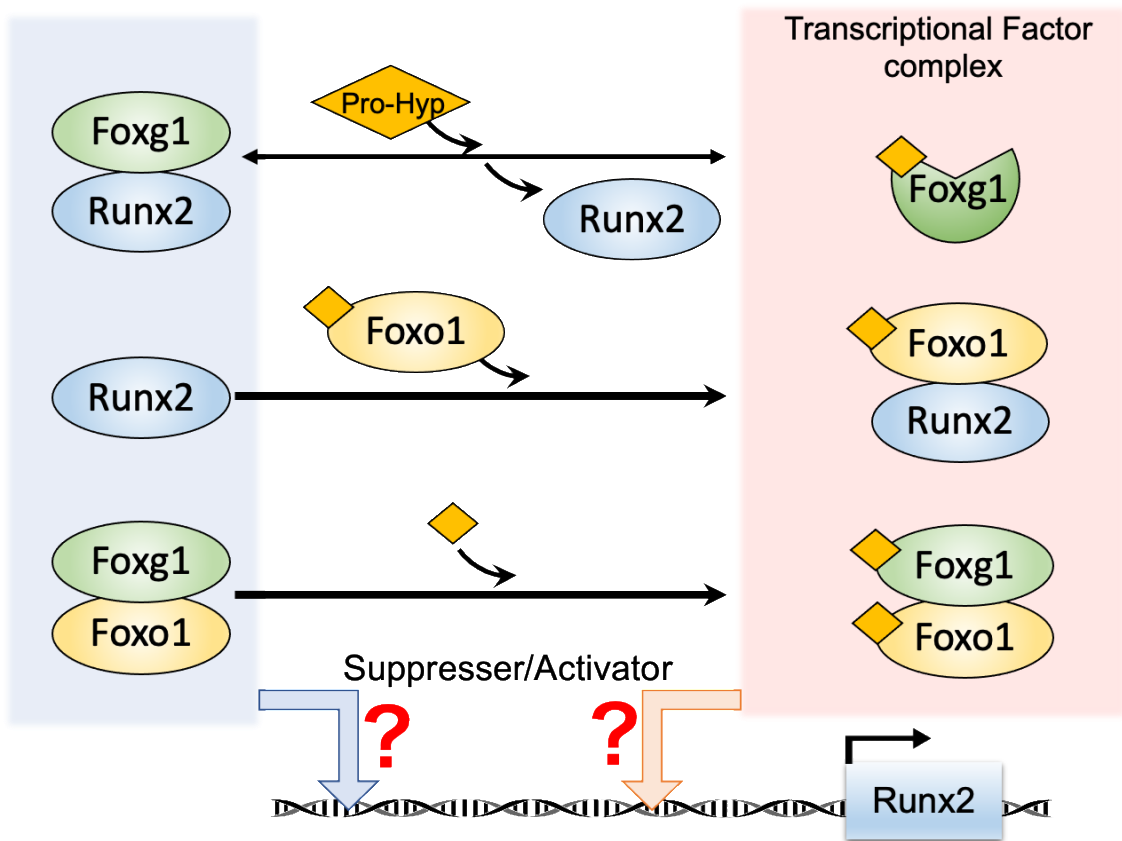 Transcriptional Factor
complex
Foxg1
Runx2
Pro-Hyp
Runx2
Foxg1
Runx2
Foxo1
Foxo1
Runx2
Foxg1
Foxo1
Foxg1
Foxo1
Suppresser/Activator
?
?
Runx2